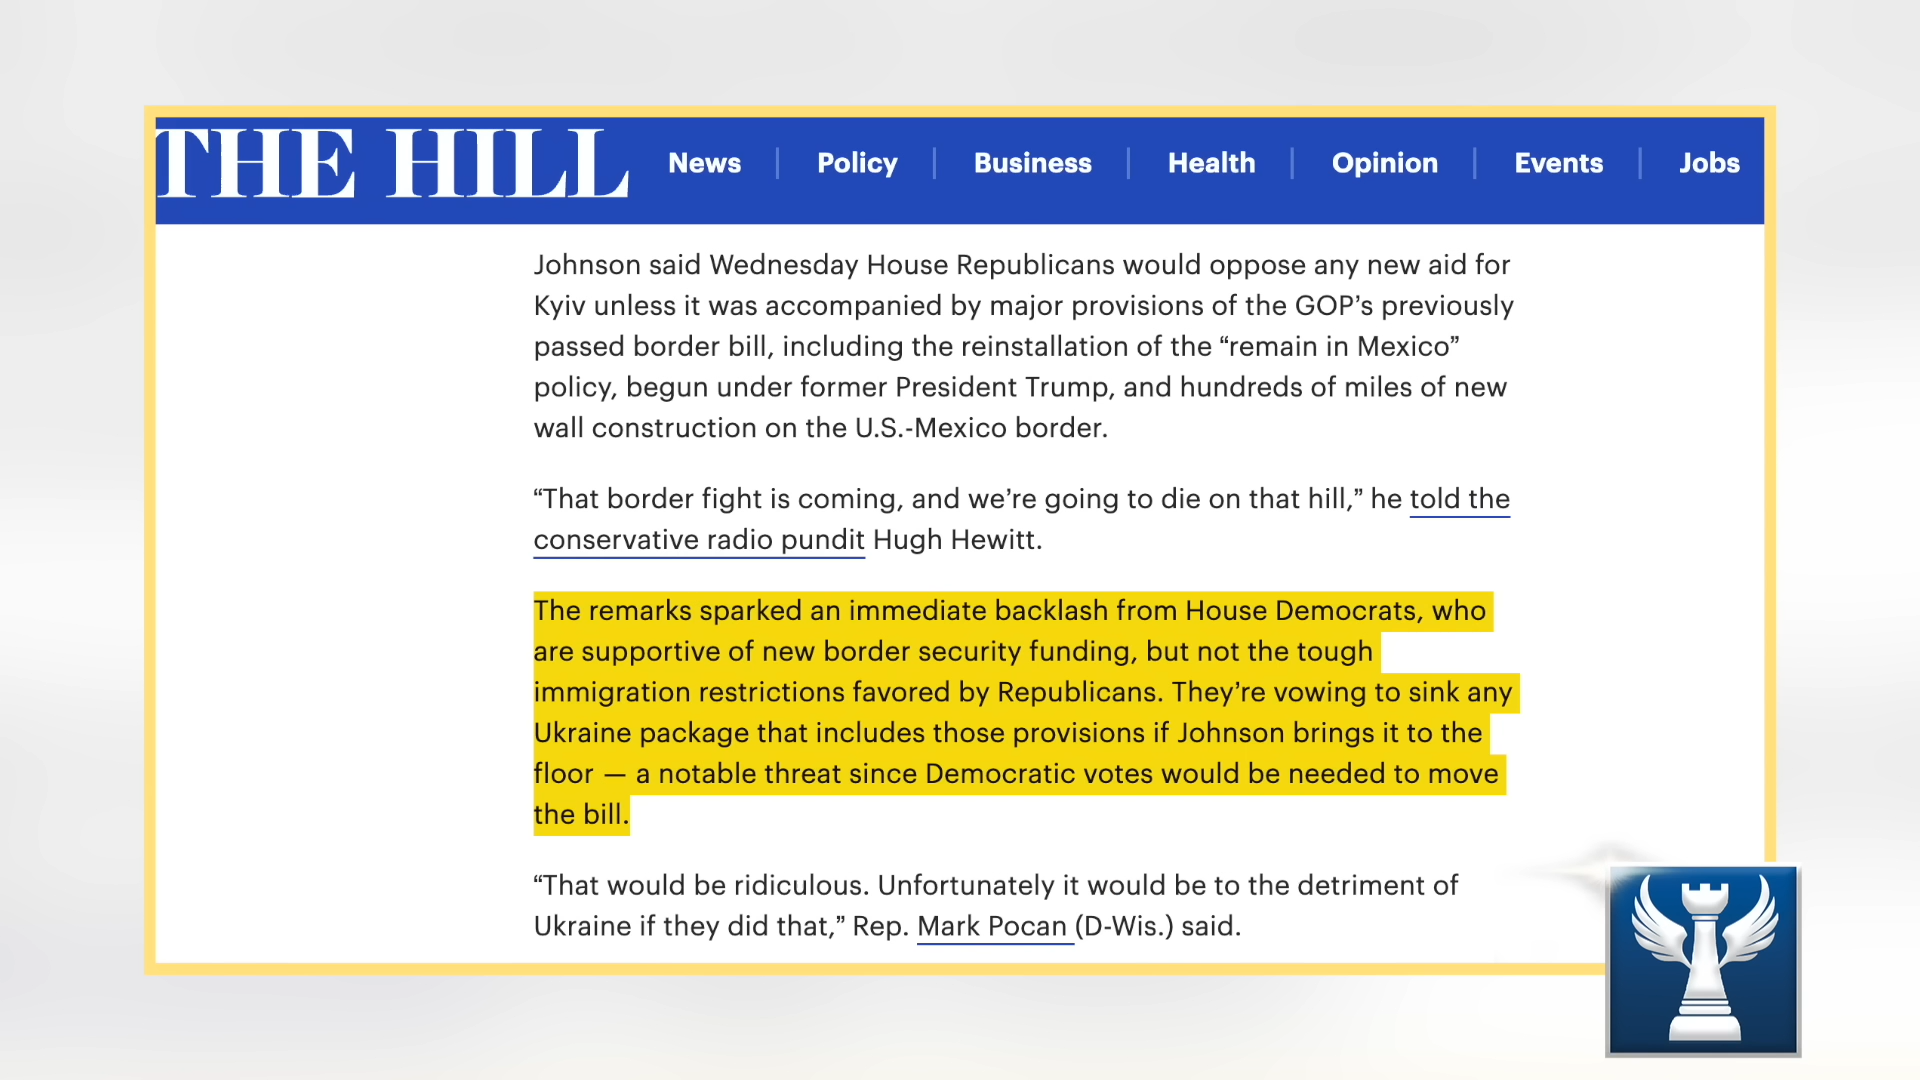 THE HILL News Policy Business Health Opinion Events Jobs
Johnson said Wednesday House Republicans would oppose any new aid for
Kyiv unless it was accompanied by major provisions of the GOP’s previously
passed border bill, including the reinstallation of the “remain in Mexico”
policy, begun under former President Trump, and hundreds of miles of new
wall construction on the U.S.-Mexico border.
“That border fight is coming, and we’re going to die on that hill,” he told the
conservative radio pundit Hugh Hewitt.
The remarks sparked an immediate backlash from House Democrats, who
are supportive of new border security funding, but not the tough
immigration restrictions favored by Republicans. They’re vowing to sink any
Ukraine package that includes those provisions if Johnson brings it to the
floor — a notable threat since Democratic votes would be needed to move
the bill.
“That would be ridiculous. Unfortunately it would be to the detriment of
Ukraine if they did that,” Rep. Mark Pocan (D-Wis.) said.